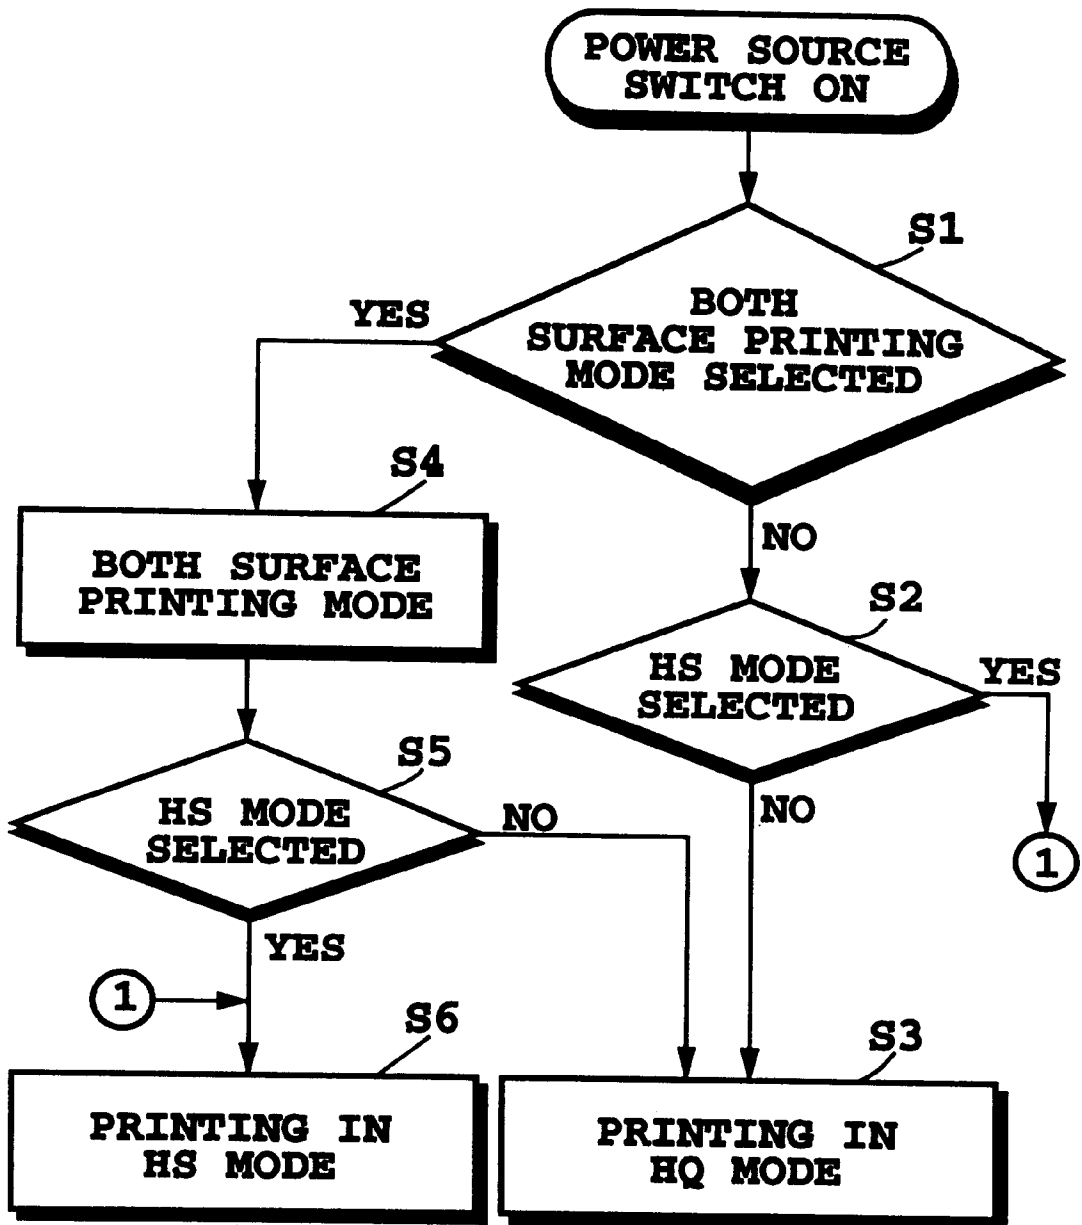 POWER SOURCE
SWITCH ON
S1
BOTH
SURFACE PRINTING
MODE SELECTED
YES
NO
S4
BOTH SURFACE
PRINTING MODE
S2
HS MODE
SELECTED
YES
NO
1
S5
HS MODE
SELECTED
NO
YES
1
S6
PRINTING IN
HS MODE
S3
PRINTING IN
HQ MODE